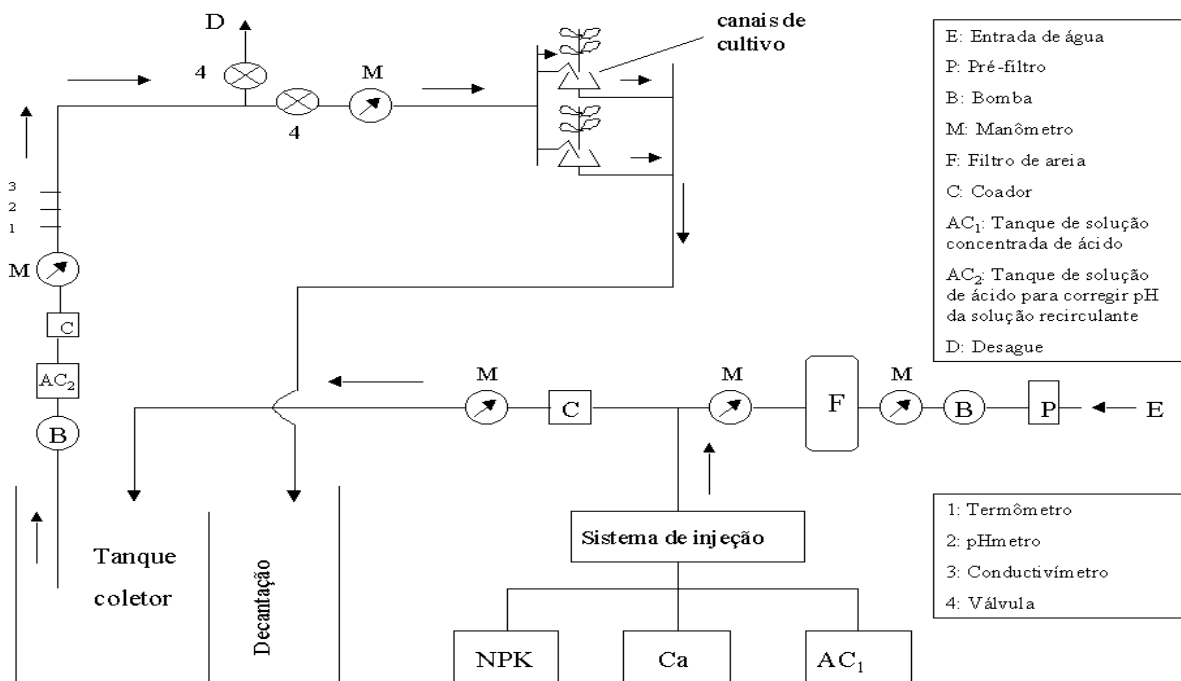 D
canais de
cultivo
4
M
4
3
2
1
M
C
AC₂
B
M
C
M
F
M
B
P
E
Sistema de injeção
Tanque
coletor
Decantação
NPK
Ca
AC₁
E: Entrada de água
P: Pré-filtro
B: Bomba
M: Manômetro
F: Filtro de areia
C: Coador
AC₁: Tanque de solução
concentrada de ácido
AC₂: Tanque de solução
de ácido para corregir pH
da solução recirculante
D: Desague
1: Termômetro
2: pHmetro
3: Conductivímetro
4: Válvula